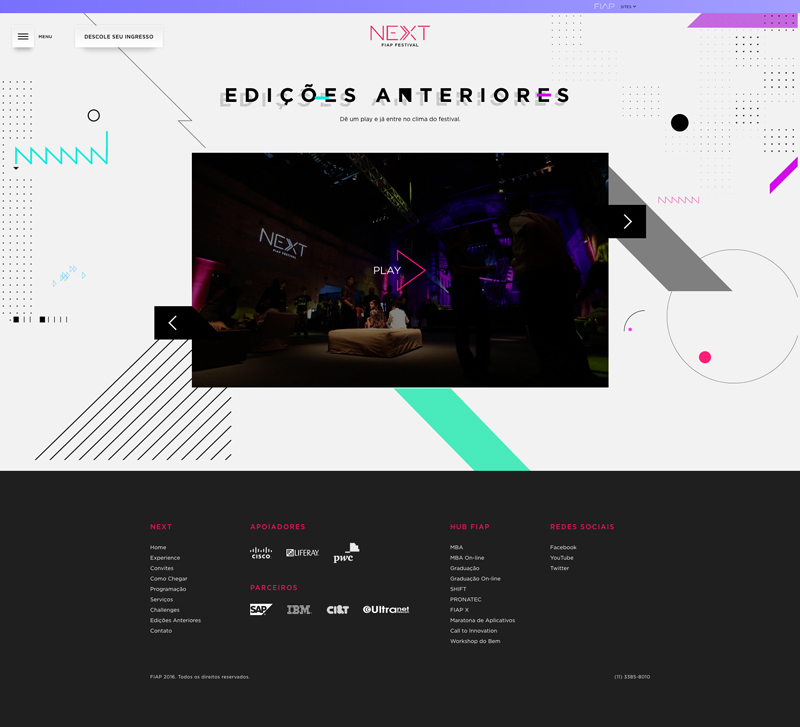 FIAP SITES
MENU
DESCOLE SEU INGRESSO
NEXT
FIAP FESTIVAL
EDIÇÕES ANTERIORES
Dê um play e já entre no clima do festival.
NEXT
FIAP FESTIVAL
PLAY
NEXT
Home
Experience
Convites
Como Chegar
Programação
Serviços
Challenges
Edições Anteriores
Contato
APOIADORES
CISCO
LIFERAY.
pwc
PARCEIROS
SAP
IBM
CI&T
Ultranet
HUB FIAP
MBA
MBA On-line
Graduação
Graduação On-line
SHIFT
PRONATEC
FIAP X
Maratona de Aplicativos
Call to Innovation
Workshop do Bem
REDES SOCIAIS
Facebook
YouTube
Twitter
FIAP 2016. Todos os direitos reservados.
(11) 3385-8010